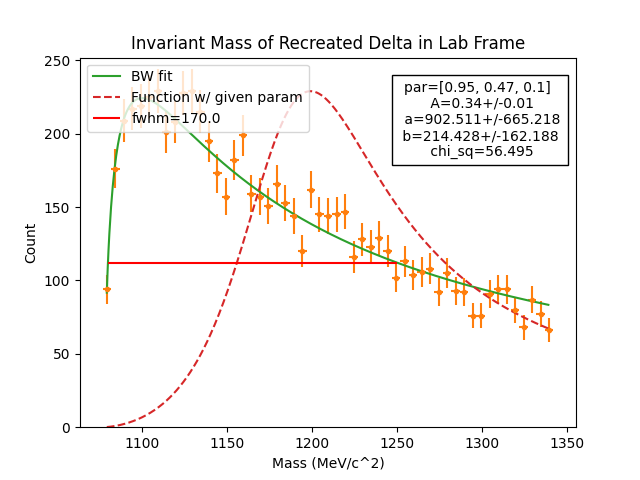 Invariant Mass of Recreated Delta in Lab Frame
250
200
150
100
50
0
Count
BW fit
Function w/ given param
fwhm=170.0
par=[0.95, 0.47, 0.1]
A=0.34+/-0.01
a=902.511+/-665.218
b=214.428+/-162.188
chi_sq=56.495
1100 1150 1200 1250 1300 1350
Mass (MeV/c^2)